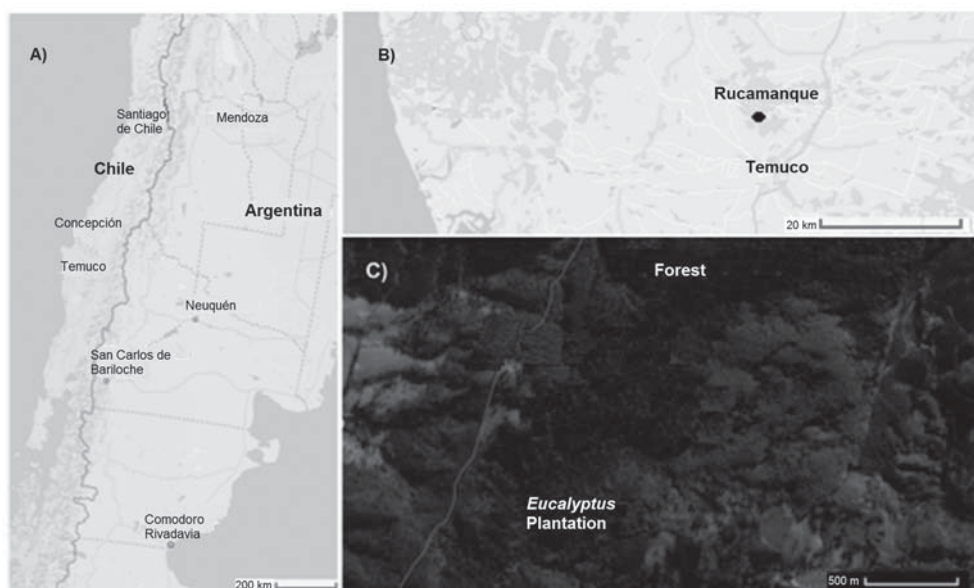 A)
Santiago
de Chile
Mendoza
Chile
Argentina
Concepción
Temuco
Neuquén
San Carlos de
Bariloche
Comodoro
Rivadavia
200 km
B)
Rucamanque
Temuco
20 km
C)
Forest
Eucalyptus
Plantation
500 m